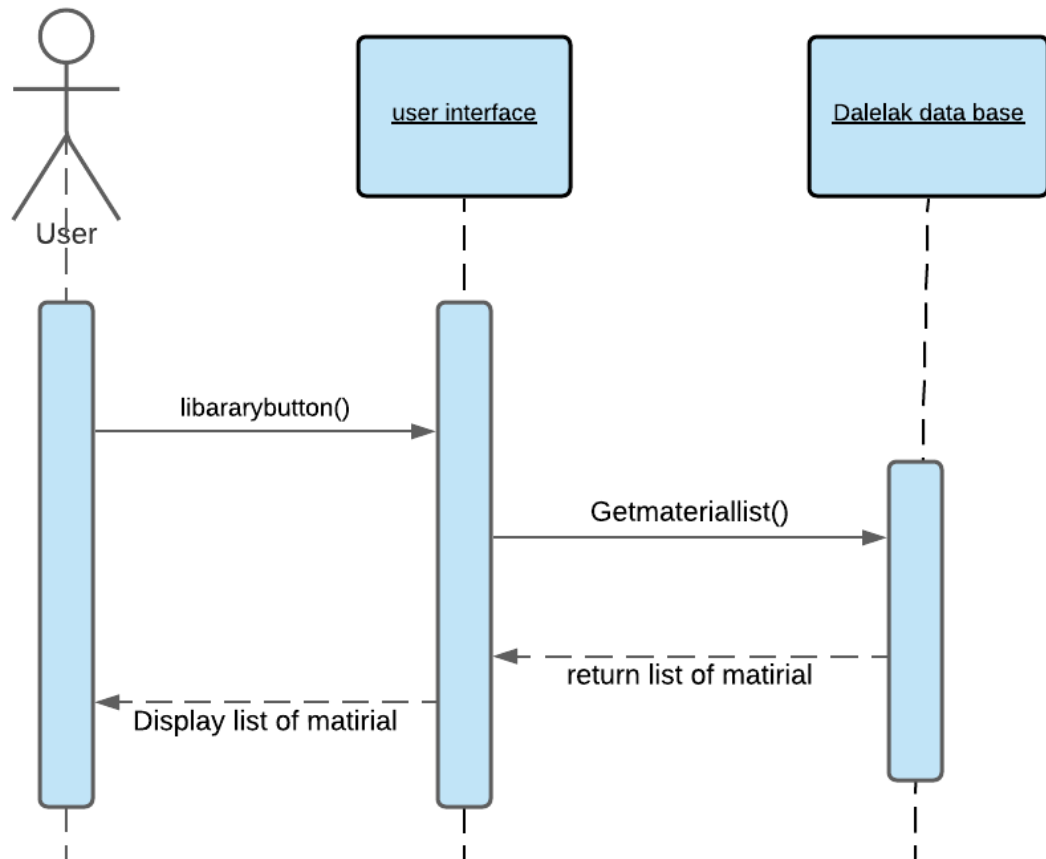 User
user interface
Dalelak data base
libararybutton()
Getmateriallist()
return list of matirial
Display list of matirial